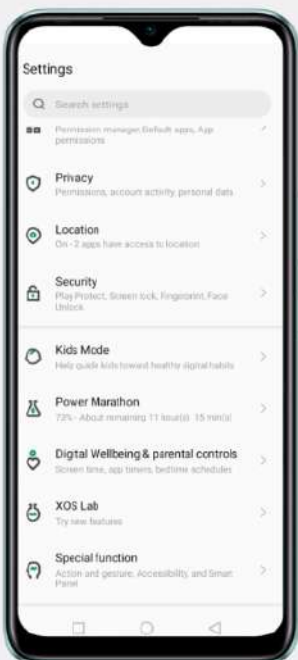 Settings
Search settings
Permission manager, Default apps, App
permissions
Privacy
Permissions, account activity, personal data
Location
On - 2 apps have access to location
Security
Play Protect, Screen lock, Fingerprint, Face
Unlock
Kids Mode
Help guide kids toward healthy digital habits
Power Marathon
73% - About remaining 11 hour(s) 15 min(s)
Digital Wellbeing & parental controls
Screen time, app timers, bedtime schedules
XOS Lab
Try new features
Special function
Action and gesture, Accessibility, and Smart
Panel